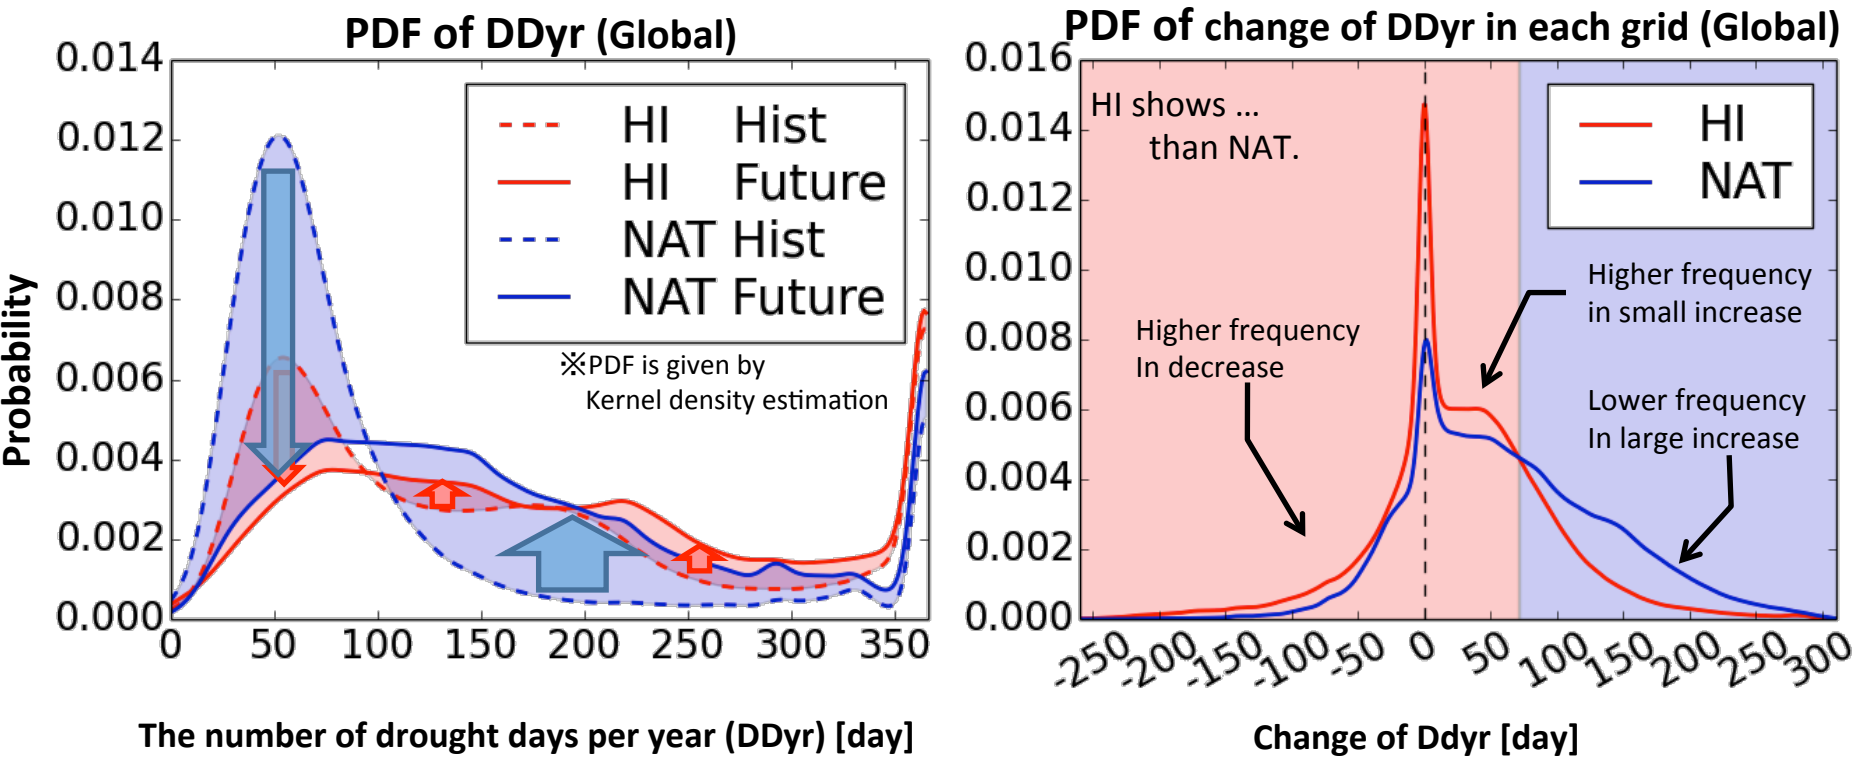 PDF of DDyr (Global)
0.014
0.012
0.010
0.008
0.006
0.004
0.002
0.000
Probability
HI Hist
HI Future
NAT Hist
NAT Future
※PDF is given by
Kernel density estimation
0 50 100 150 200 250 300 350
The number of drought days per year (DDyr) [day]
PDF of change of DDyr in each grid (Global)
0.016
0.014
0.012
0.010
0.008
0.006
0.004
0.002
0.000
HI shows ...
than NAT.
HI
NAT
Higher frequency
in small increase
Higher frequency
In decrease
Lower frequency
In large increase
-250 -200 -150 -100 -50 0 50 100 150 200 250 300
Change of Ddyr [day]